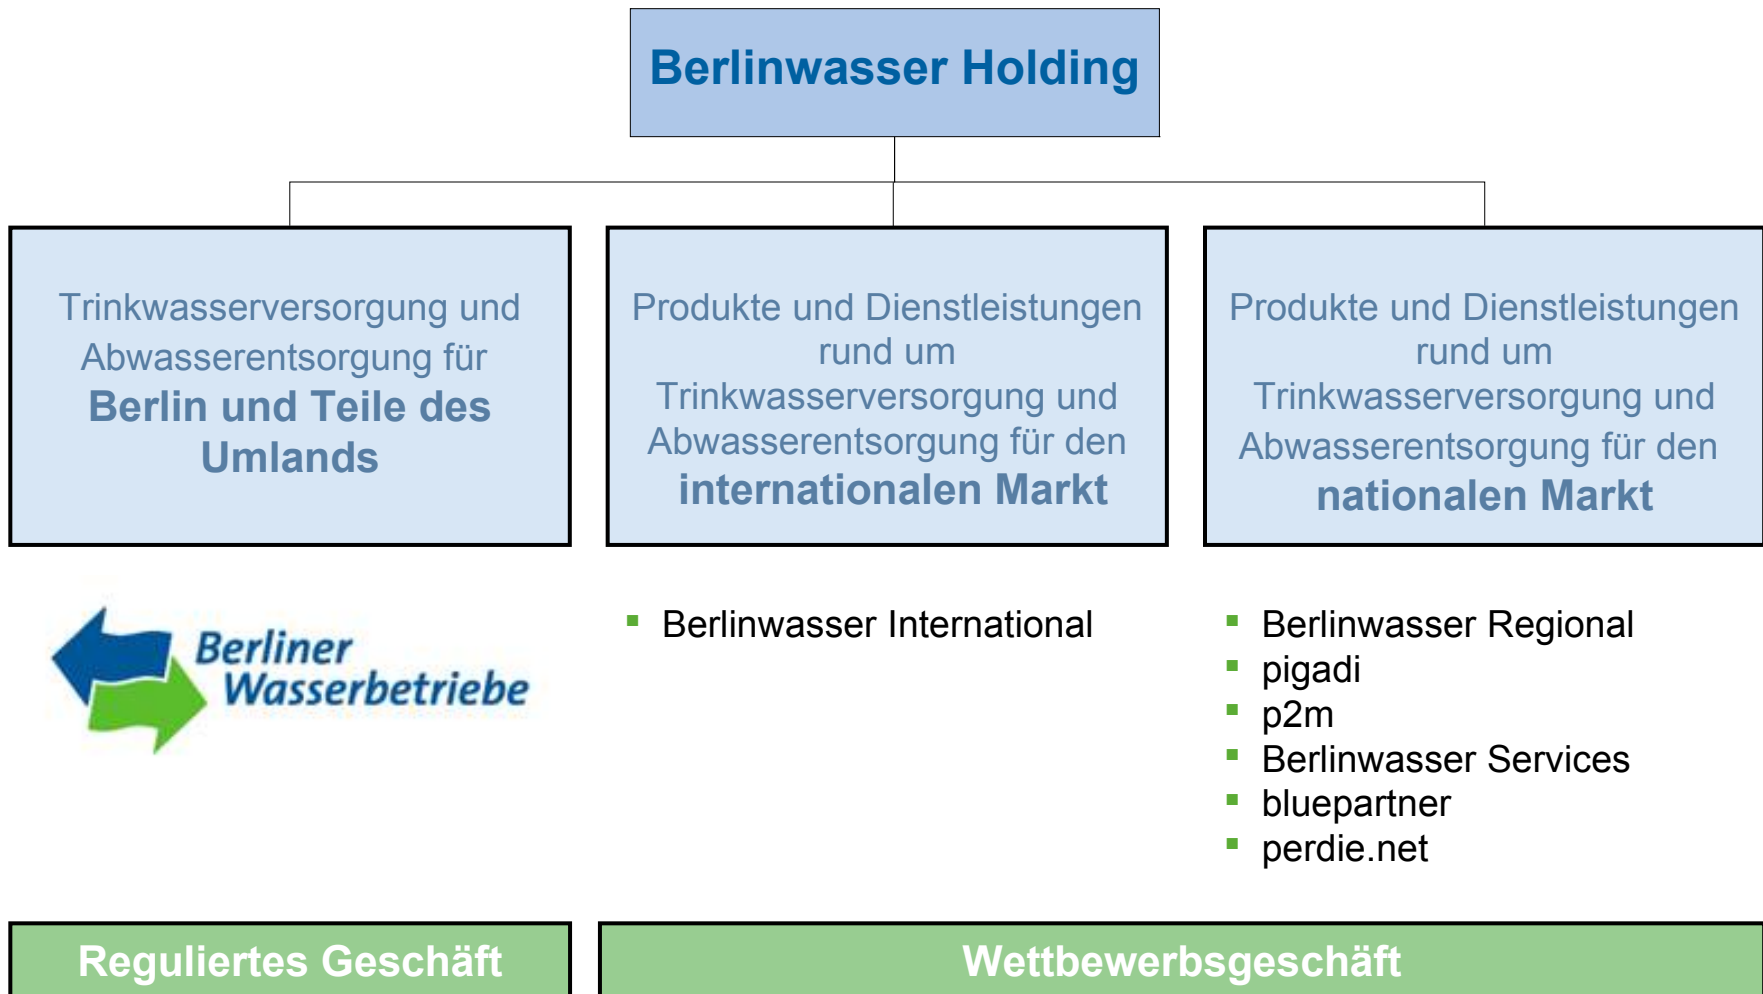 Berlinwasser Holding
Trinkwasserversorgung und
Abwasserentsorgung für
Berlin und Teile des
Umlands
Produkte und Dienstleistungen
rund um
Trinkwasserversorgung und
Abwasserentsorgung für den
internationalen Markt
Produkte und Dienstleistungen
rund um
Trinkwasserversorgung und
Abwasserentsorgung für den
nationalen Markt
Berliner
Wasserbetriebe
▪ Berlinwasser International
▪ Berlinwasser Regional
▪ pigadi
▪ p2m
▪ Berlinwasser Services
▪ bluepartner
▪ perdie.net
Reguliertes Geschäft
Wettbewerbsgeschäft